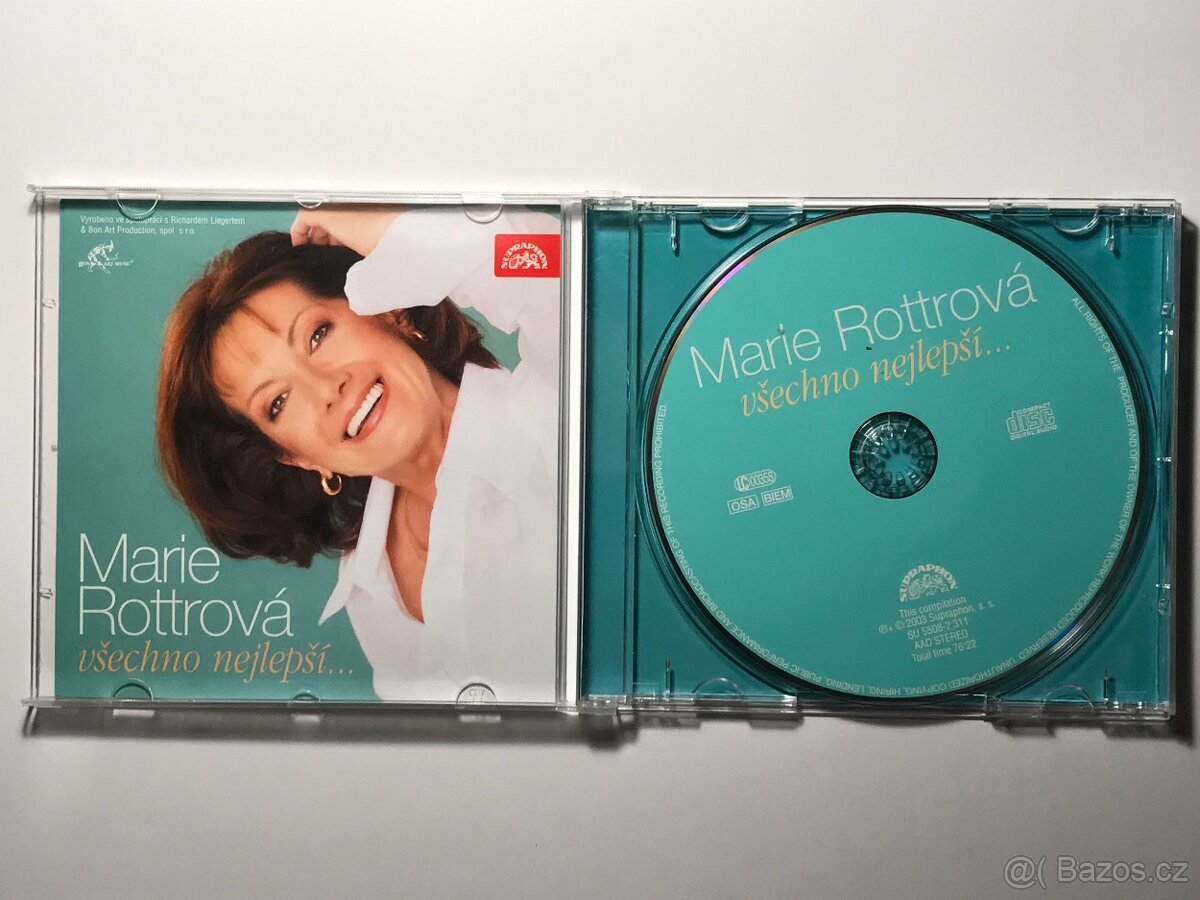 Vyrobeno ve spolupráci s Richardem Liegertem
& Bon Art Production, spol s r.o.
SUPRAPHON
Marie
Rottrová
všechno nejlepší...
Marie Rottrová
všechno nejlepší...
COMPACT
disc
DIGITAL AUDIO
LC 00358
OSA BIEM
SUPRAPHON
This compilation
℗+ © 2003 Supraphon, a. s.
SU 5508-2 311
AAD STEREO
Total time 76:22
ALL RIGHTS OF THE PRODUCER AND OF THE OWNER OF THE WORK REPRODUCED RESERVED. UNAUTHORIZED COPYING, HIRING, LENDING, PUBLIC PERFORMANCE AND BROADCASTING OF THIS RECORDING PROHIBITED.
@( Bazos.cz